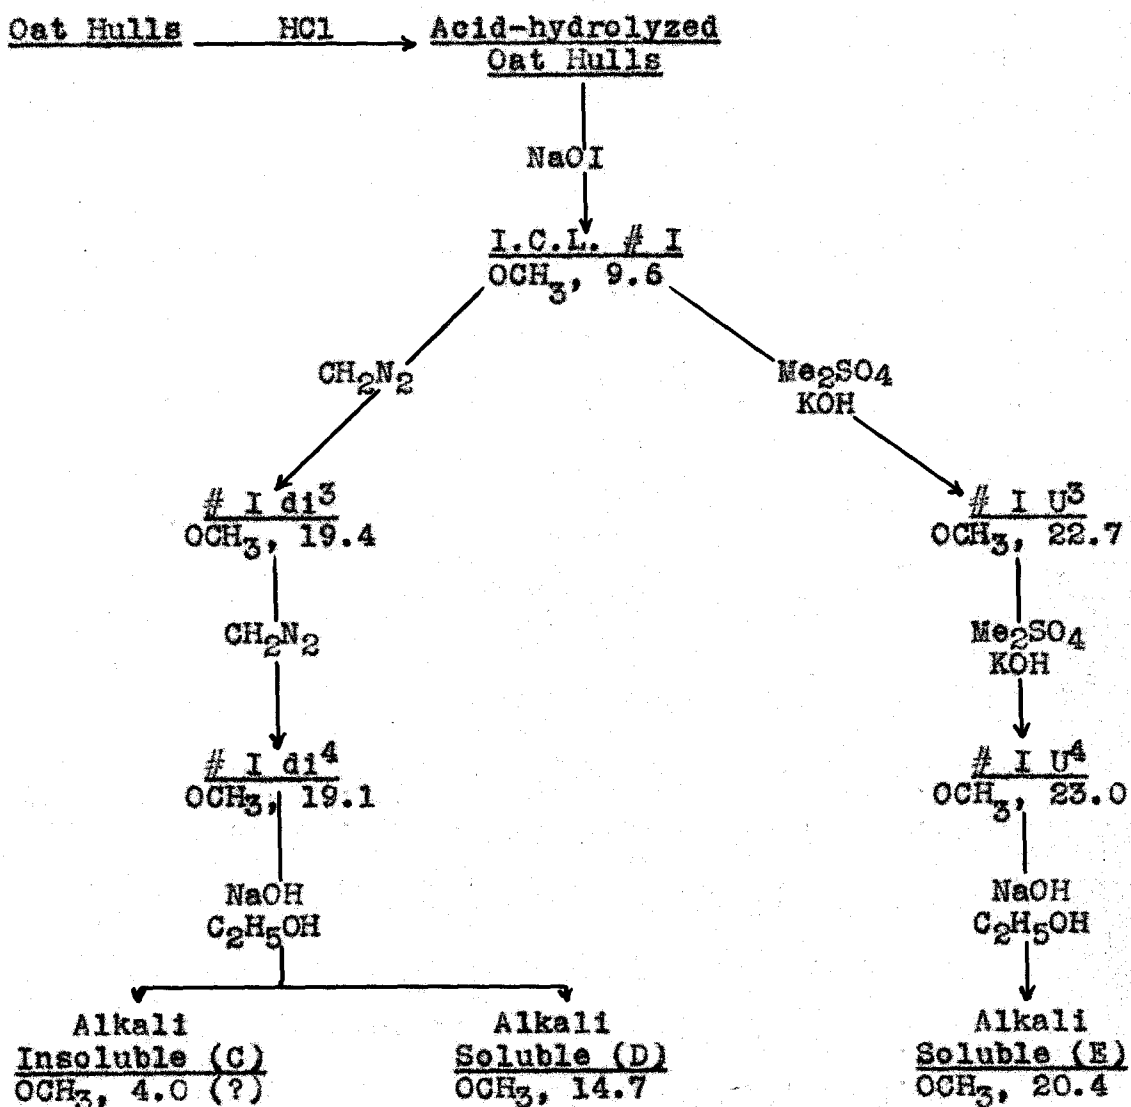 Oat Hulls HCl Acid-hydrolyzed
Oat Hulls
NaOI
I.C.L. # I
OCH3, 9.6
CH2N2
Me2SO4
KOH
# I di3
OCH3, 19.4
# I U3
OCH3, 22.7
CH2N2
Me2SO4
KOH
# I di4
OCH3, 19.1
# I U4
OCH3, 23.0
NaOH
C2H5OH
NaOH
C2H5OH
Alkali
Insoluble (C)
OCH3, 4.0 (?)
Alkali
Soluble (D)
OCH3, 14.7
Alkali
Soluble (E)
OCH3, 20.4